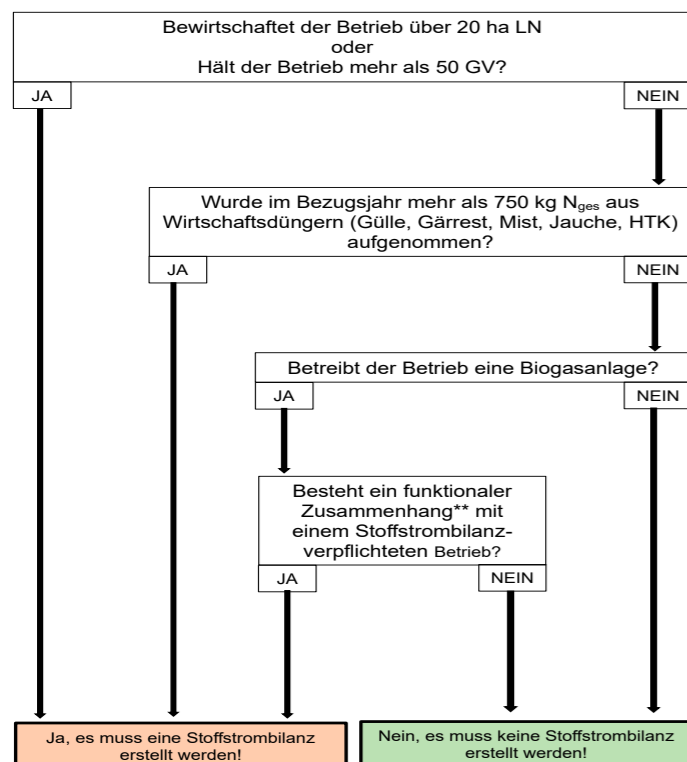 Bewirtschaftet der Betrieb über 20 ha LN
oder
Hält der Betrieb mehr als 50 GV?
JA
NEIN
Wurde im Bezugsjahr mehr als 750 kg Nges aus
Wirtschaftsdüngern (Gülle, Gärrest, Mist, Jauche, HTK)
aufgenommen?
JA
NEIN
Betreibt der Betrieb eine Biogasanlage?
JA
NEIN
Besteht ein funktionaler
Zusammenhang** mit
einem Stoffstrombilanz-
verpflichteten Betrieb?
JA
NEIN
Ja, es muss eine Stoffstrombilanz
erstellt werden!
Nein, es muss keine Stoffstrombilanz
erstellt werden!